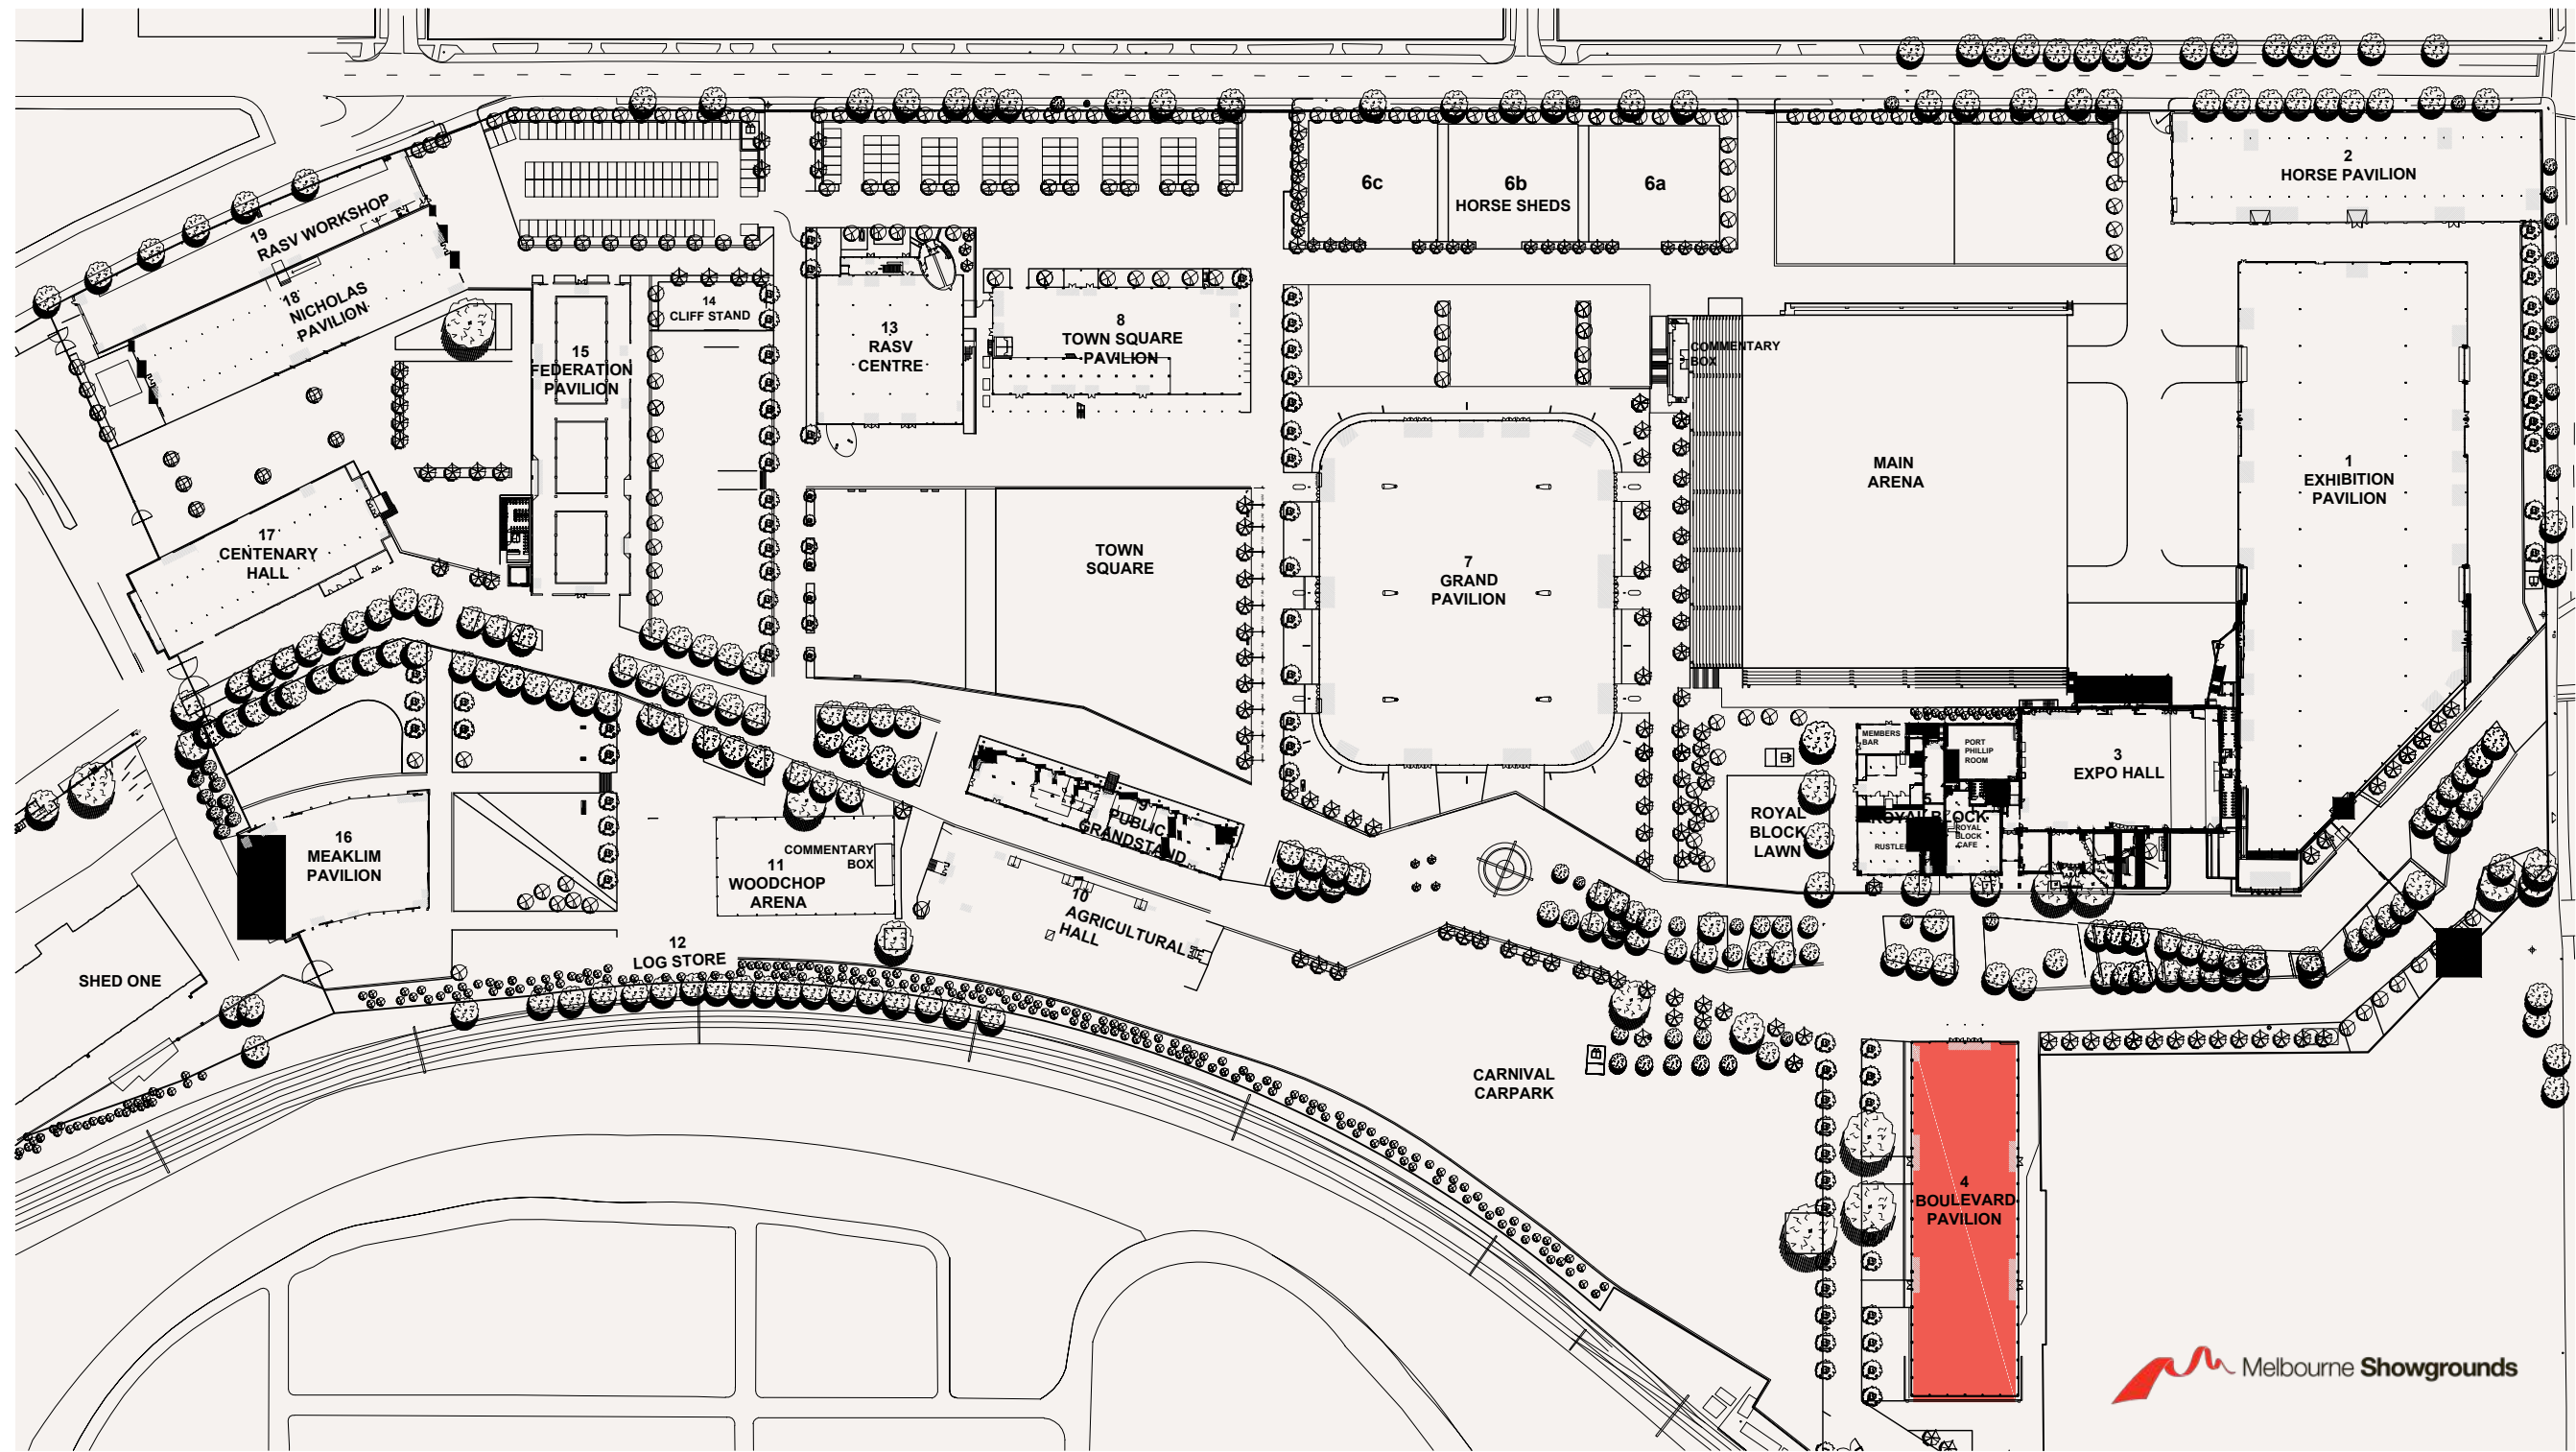 2
HORSE PAVILION
6c
6b
HORSE SHEDS
6a
19
RASV WORKSHOP
18
NICHOLAS
PAVILION
14
CLIFF STAND
15
FEDERATION
PAVILION
13
RASV
CENTRE
8
TOWN SQUARE
PAVILION
COMMENTARY
BOX
MAIN
ARENA
1
EXHIBITION
PAVILION
17
CENTENARY
HALL
TOWN
SQUARE
7
GRAND
PAVILION
MEMBERS
BAR
PORT
PHILLIP
ROOM
3
EXPO HALL
9
PUBLIC
GRANDSTAND
ROYAL
BLOCK
LAWN
5
ROYAL BLOCK
ROYAL
BLOCK
CAFE
16
MEAKLIM
PAVILION
COMMENTARY
BOX
11
WOODCHOP
ARENA
10
AGRICULTURAL
HALL
12
LOG STORE
SHED ONE
CARNIVAL
CARPARK
4
BOULEVARD
PAVILION
Melbourne Showgrounds